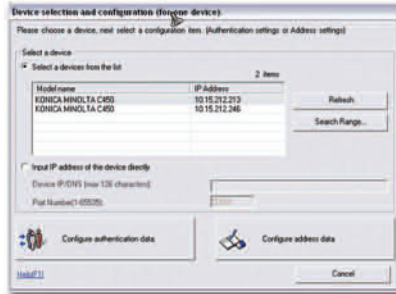 Device selection and configuration (for one device).
Please choose a device, next select a configuration item. (Authentication settings or Address settings)
Select a device
Select a devices from the list
2 items
Model name IP Address
KONICA MINOLTA C450 10.15.212.213
KONICA MINOLTA C450 10.15.212.246
Refresh
Search Range...
Input IP address of the device directly
Device IP/DNS (max 128 characters):
Port Number(1-65535):
Configure authentication data
Configure address data
Help(F1)
Cancel